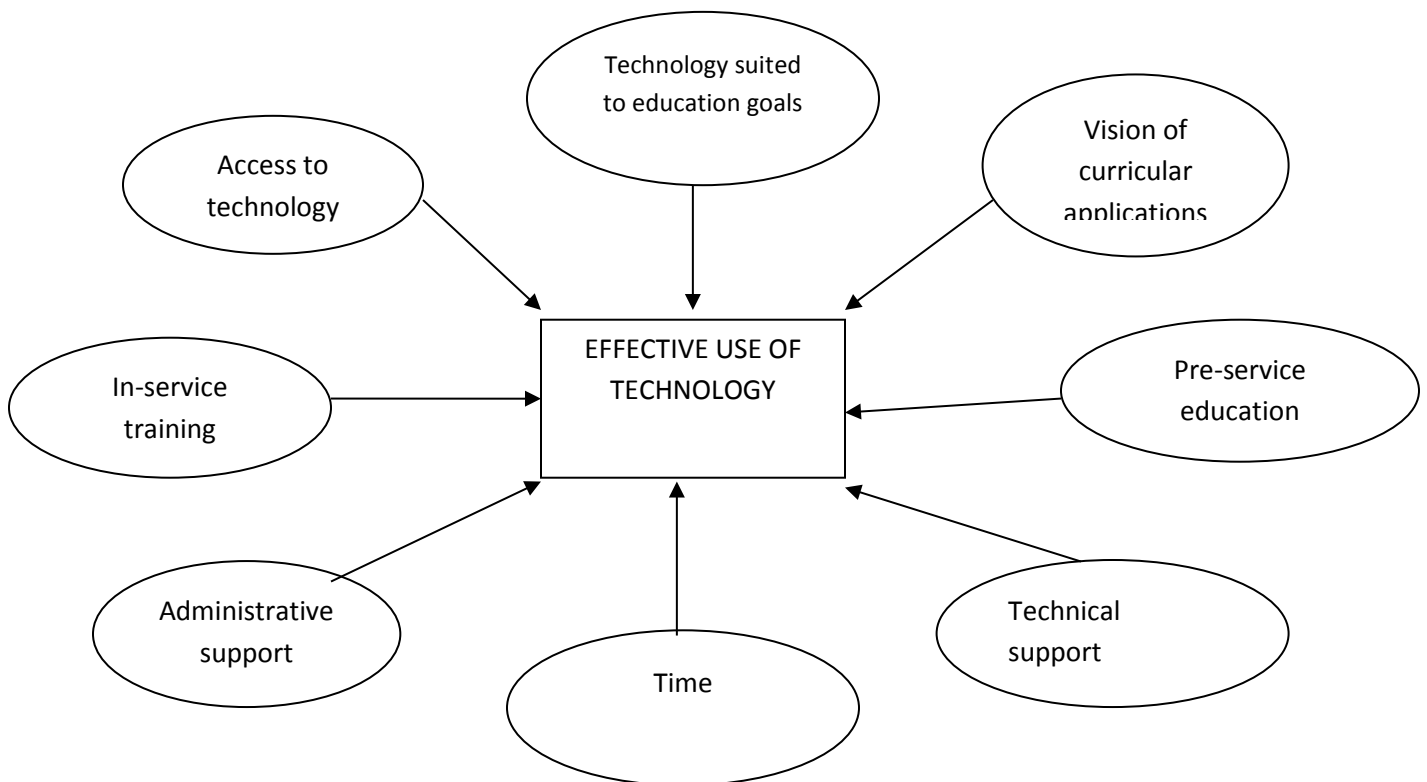 Technology suited
to education goals
Access to
technology
Vision of
curricular
applications
EFFECTIVE USE OF
TECHNOLOGY
In-service
training
Pre-service
education
Administrative
support
Time
Technical
support